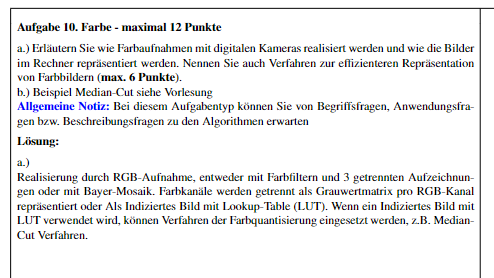 Aufgabe 10. Farbe - maximal 12 Punkte
a.) Erläutern Sie wie Farbaufnahmen mit digitalen Kameras realisiert werden und wie die Bilder
im Rechner repräsentiert werden. Nennen Sie auch Verfahren zur effizienteren Repräsentation
von Farbbildern (max. 6 Punkte).
b.) Beispiel Median-Cut siehe Vorlesung
Allgemeine Notiz: Bei diesem Aufgabentyp können Sie von Begriffsfragen, Anwendungsfra-
gen bzw. Beschreibungsfragen zu den Algorithmen erwarten
Lösung:
a.)
Realisierung durch RGB-Aufnahme, entweder mit Farbfiltern und 3 getrennten Aufzeichnun-
gen oder mit Bayer-Mosaik. Farbkanäle werden getrennt als Grauwertmatrix pro RGB-Kanal
repräsentiert oder Als Indiziertes Bild mit Lookup-Table (LUT). Wenn ein Indiziertes Bild mit
LUT verwendet wird, können Verfahren der Farbquantisierung eingesetzt werden, z.B. Median-
Cut Verfahren.